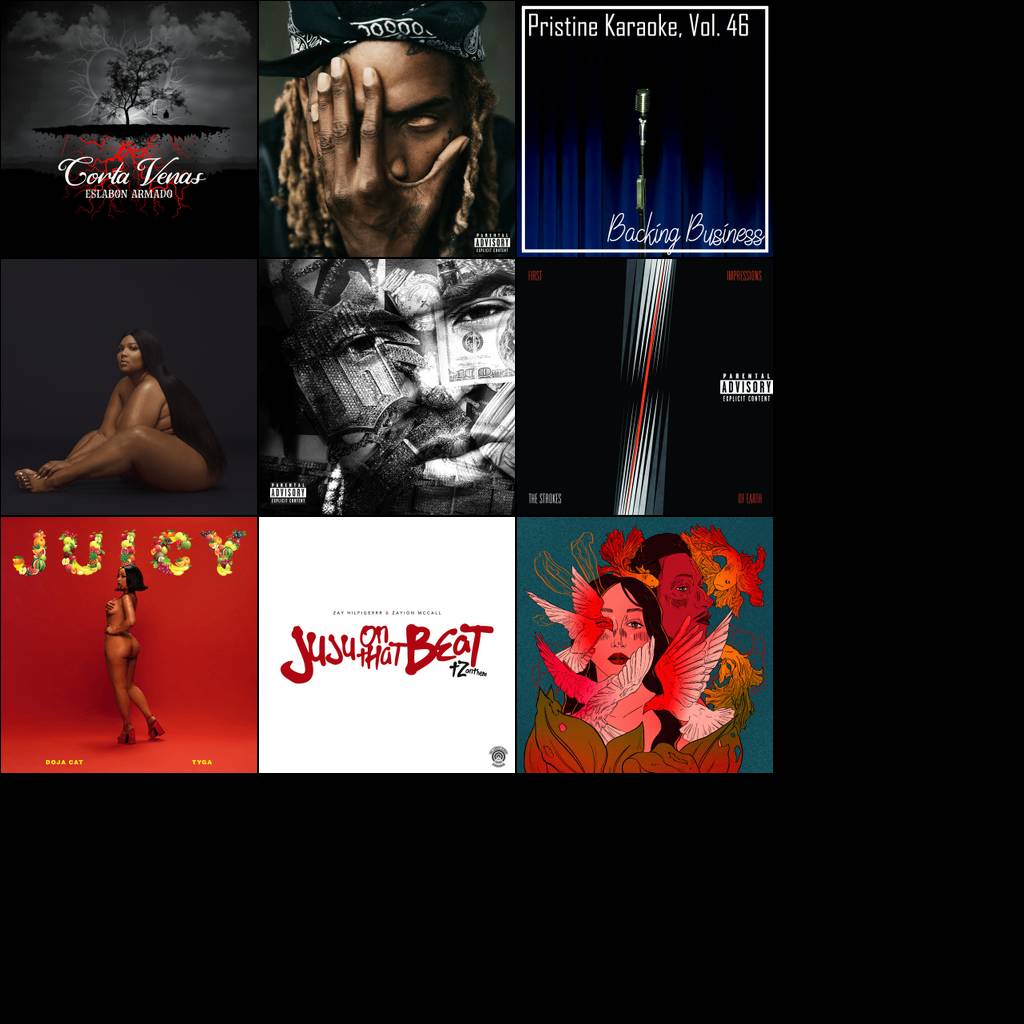 Corta Venas
ESLABON ARMADO
PARENTAL
ADVISORY
EXPLICIT CONTENT
Pristine Karaoke, Vol. 46
Backing Business
PARENTAL
ADVISORY
EXPLICIT CONTENT
FIRST
IMPRESSIONS
PARENTAL
ADVISORY
EXPLICIT CONTENT
THE STROKES
OF EARTH
JUICY
DOJA CAT
TYGA
ZAY HILFIGERRR & ZAYION MCCALL
JUJU on tHat BEaT
tZ anthem